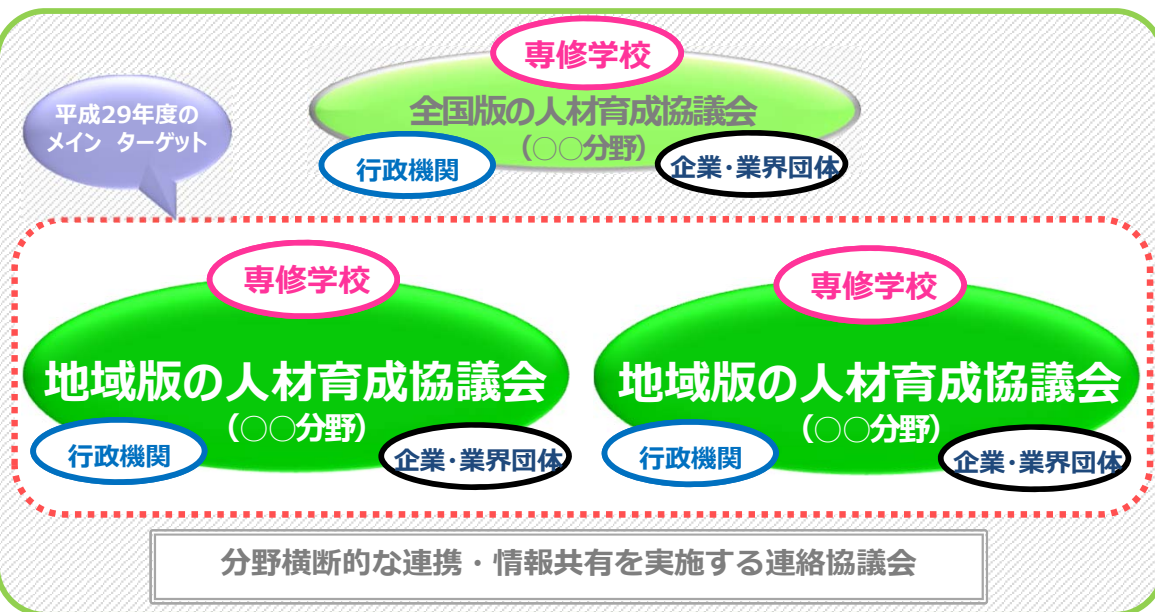 専修学校
平成29年度の
メイン ターゲット
全国版の人材育成協議会
(○○分野)
行政機関
企業・業界団体
専修学校
地域版の人材育成協議会
(○○分野)
行政機関
企業・業界団体
専修学校
地域版の人材育成協議会
(○○分野)
行政機関
企業・業界団体
分野横断的な連携・情報共有を実施する連絡協議会